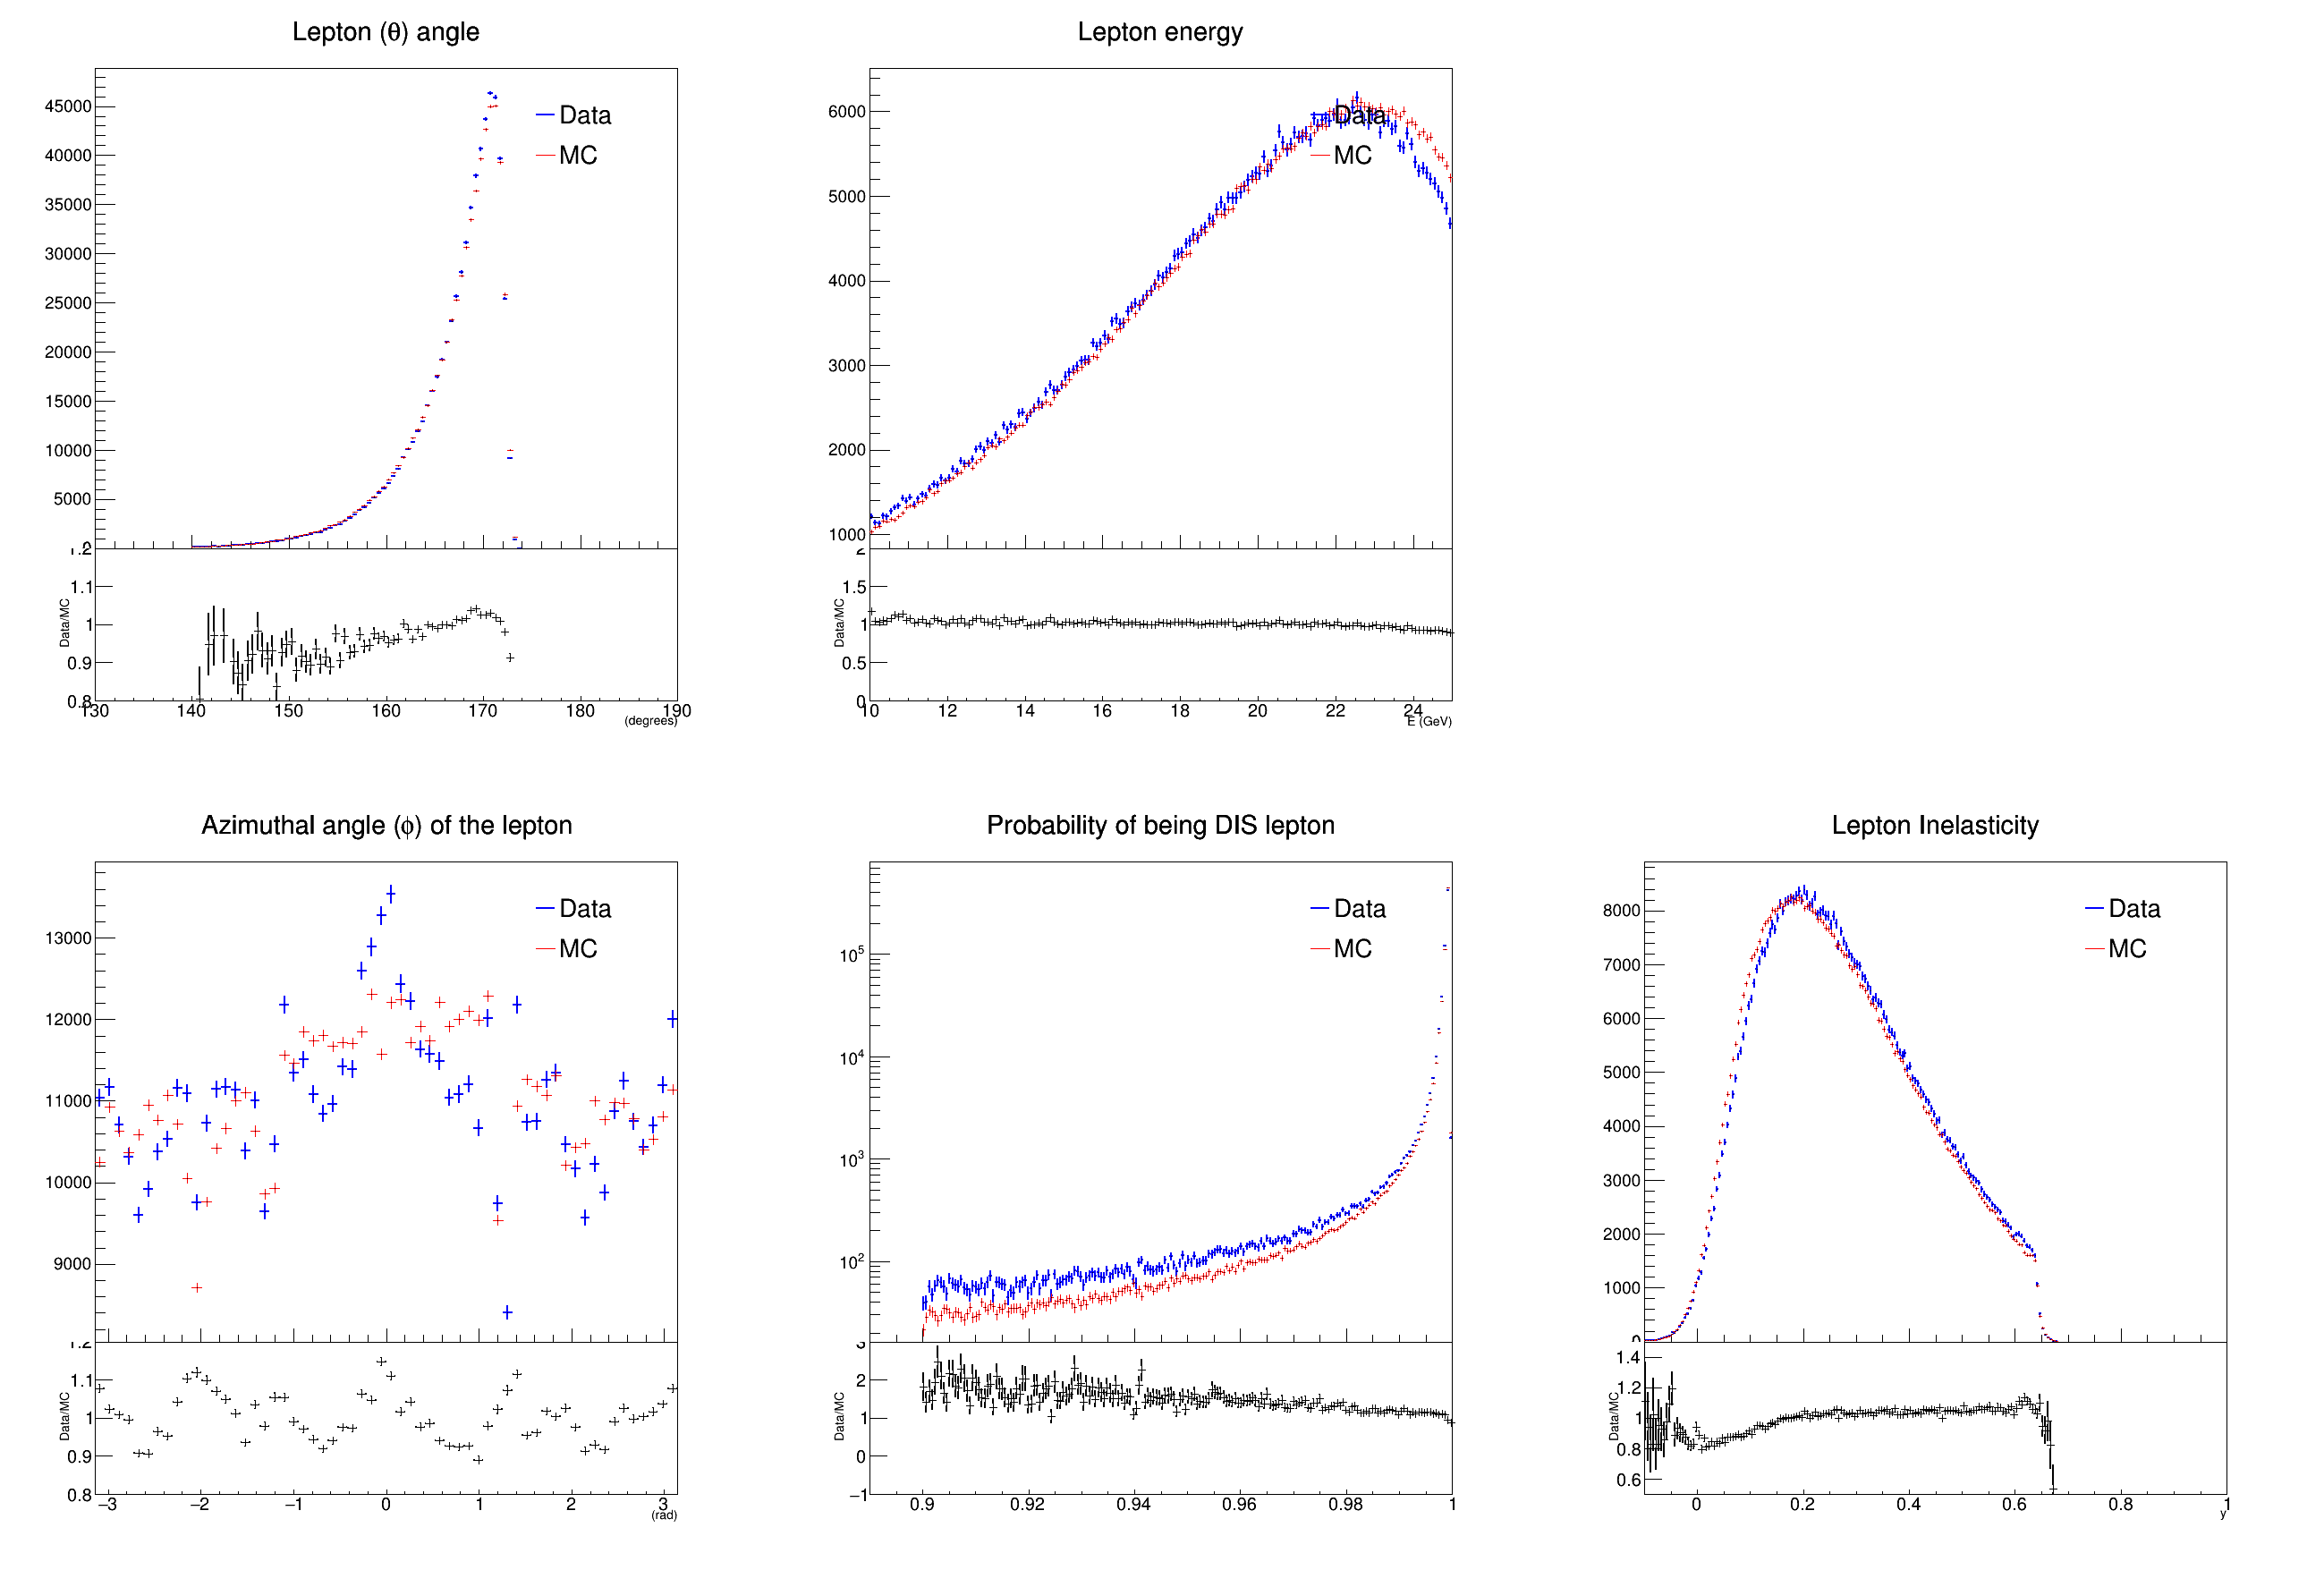 Lepton (θ) angle
Data
MC
45000
40000
35000
30000
25000
20000
15000
10000
5000
0
1.2
1.1
1
0.9
0.8
Data/MC
130 140 150 160 170 180 190
(degrees)
Lepton energy
Data
MC
6000
5000
4000
3000
2000
1000
2
1.5
1
0.5
0
Data/MC
10 12 14 16 18 20 22 24
E (GeV)
Azimuthal angle (ϕ) of the lepton
Data
MC
13000
12000
11000
10000
9000
1.2
1.1
1
0.9
0.8
Data/MC
−3 −2 −1 0 1 2 3
(rad)
Probability of being DIS lepton
Data
MC
10⁵
10⁴
10³
10²
3
2
1
0
−1
Data/MC
0.9 0.92 0.94 0.96 0.98 1
Lepton Inelasticity
Data
MC
8000
7000
6000
5000
4000
3000
2000
1000
0
1.4
1.2
1
0.8
0.6
Data/MC
0 0.2 0.4 0.6 0.8 1
y